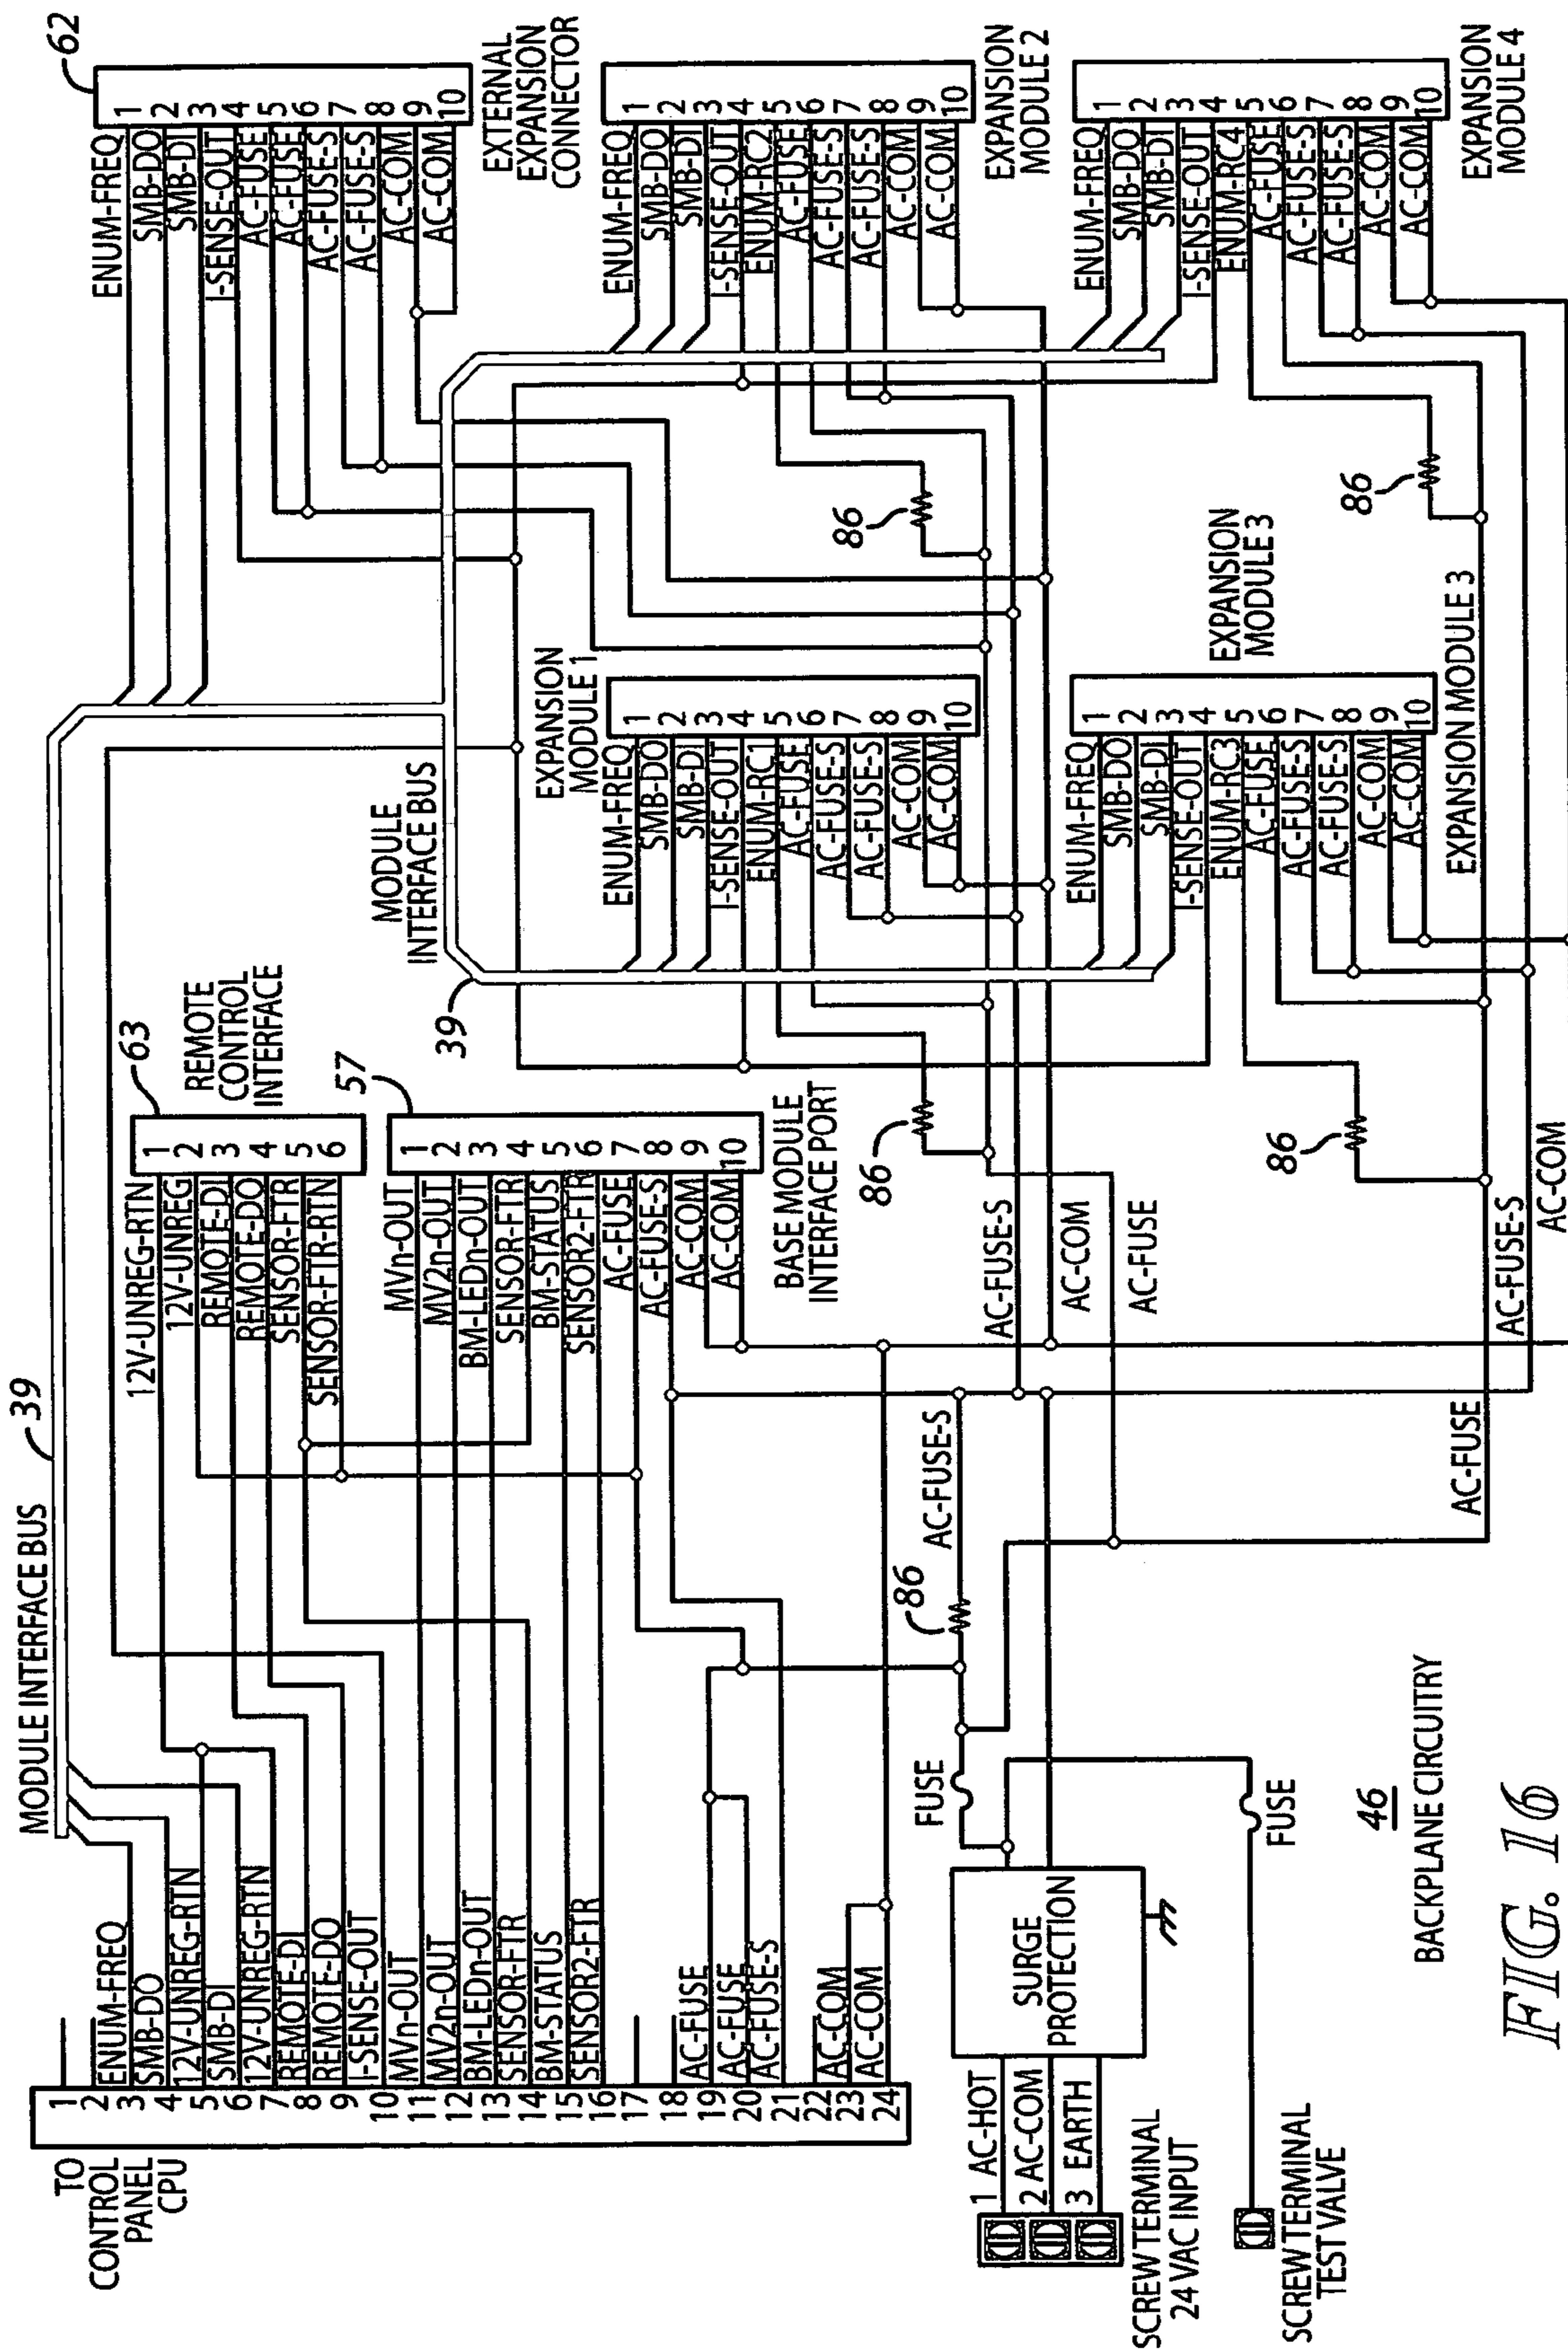 MODULE INTERFACE BUS
39
TO
CONTROL
PANEL
CPU
1
2
3
4
5
6
7
8
9
10
11
12
13
14
15
16
17
18
19
20
21
22
23
24
ENUM-FREQ
SMB-DO
12V-UNREG-RTN
SMB-DI
12V-UNREG-RTN
REMOTE-DI
REMOTE-DO
I-SENSE-OUT
MVn-OUT
MV2n-OUT
BM-LEDn-OUT
SENSOR-FTR
BM-STATUS
SENSOR2-FTR
AC-FUSE
AC-FUSE
AC-FUSE-S
AC-COM
AC-COM
12V-UNREG-RTN
12V-UNREG
REMOTE-DI
REMOTE-DO
SENSOR-FTR
SENSOR-FTR-RTN
1
2
3
4
5
6
63
REMOTE
CONTROL
INTERFACE
MVn-OUT
MV2n-OUT
BM-LEDn-OUT
SENSOR-FTR
BM-STATUS
SENSOR2-FTR
AC-FUSE
AC-FUSE-S
AC-COM
AC-COM
1
2
3
4
5
6
7
8
9
10
57
BASE MODULE
INTERFACE PORT
MODULE
INTERFACE BUS
39
ENUM-FREQ
SMB-DO
SMB-DI
I-SENSE-OUT
AC-FUSE
AC-FUSE
AC-FUSE-S
AC-FUSE-S
AC-COM
AC-COM
1
2
3
4
5
6
7
8
9
10
62
EXTERNAL
EXPANSION
CONNECTOR
EXPANSION
MODULE 1
ENUM-FREQ
SMB-DO
SMB-DI
I-SENSE-OUT
ENUM-RC1
AC-FUSE
AC-FUSE-S
AC-FUSE-S
AC-COM
AC-COM
1
2
3
4
5
6
7
8
9
10
86
ENUM-FREQ
SMB-DO
SMB-DI
I-SENSE-OUT
ENUM-RC2
AC-FUSE
AC-FUSE-S
AC-FUSE-S
AC-COM
AC-COM
1
2
3
4
5
6
7
8
9
10
EXPANSION
MODULE 2
86
AC-FUSE-S
AC-COM
AC-FUSE
ENUM-FREQ
SMB-DO
SMB-DI
I-SENSE-OUT
ENUM-RC3
AC-FUSE
AC-FUSE-S
AC-FUSE-S
AC-COM
AC-COM
1
2
3
4
5
6
7
8
9
10
EXPANSION
MODULE 3
86
EXPANSION MODULE 3
ENUM-FREQ
SMB-DO
SMB-DI
I-SENSE-OUT
ENUM-RC4
AC-FUSE
AC-FUSE-S
AC-FUSE-S
AC-COM
AC-COM
1
2
3
4
5
6
7
8
9
10
EXPANSION
MODULE 4
86
AC-FUSE
AC-FUSE-S
AC-COM
AC-FUSE-S
86
FUSE
1 AC-HOT
2 AC-COM
3 EARTH
SURGE
PROTECTION
SCREW TERMINAL
24 VAC INPUT
FUSE
SCREW TERMINAL
TEST VALVE
46
BACKPLANE CIRCUITRY
FIG. 16